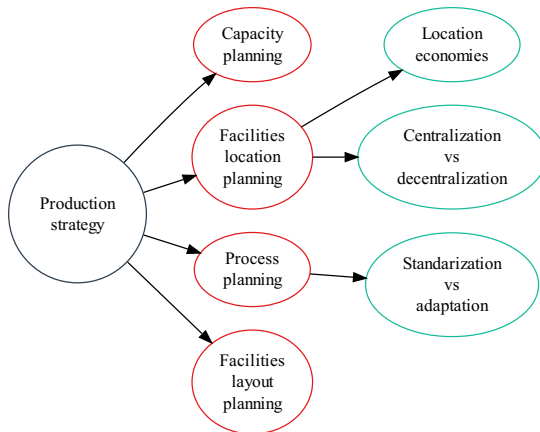 Production
strategy
Capacity
planning
Facilities
location
planning
Process
planning
Facilities
layout
planning
Location
economies
Centralization
vs
decentralization
Standarization
vs
adaptation